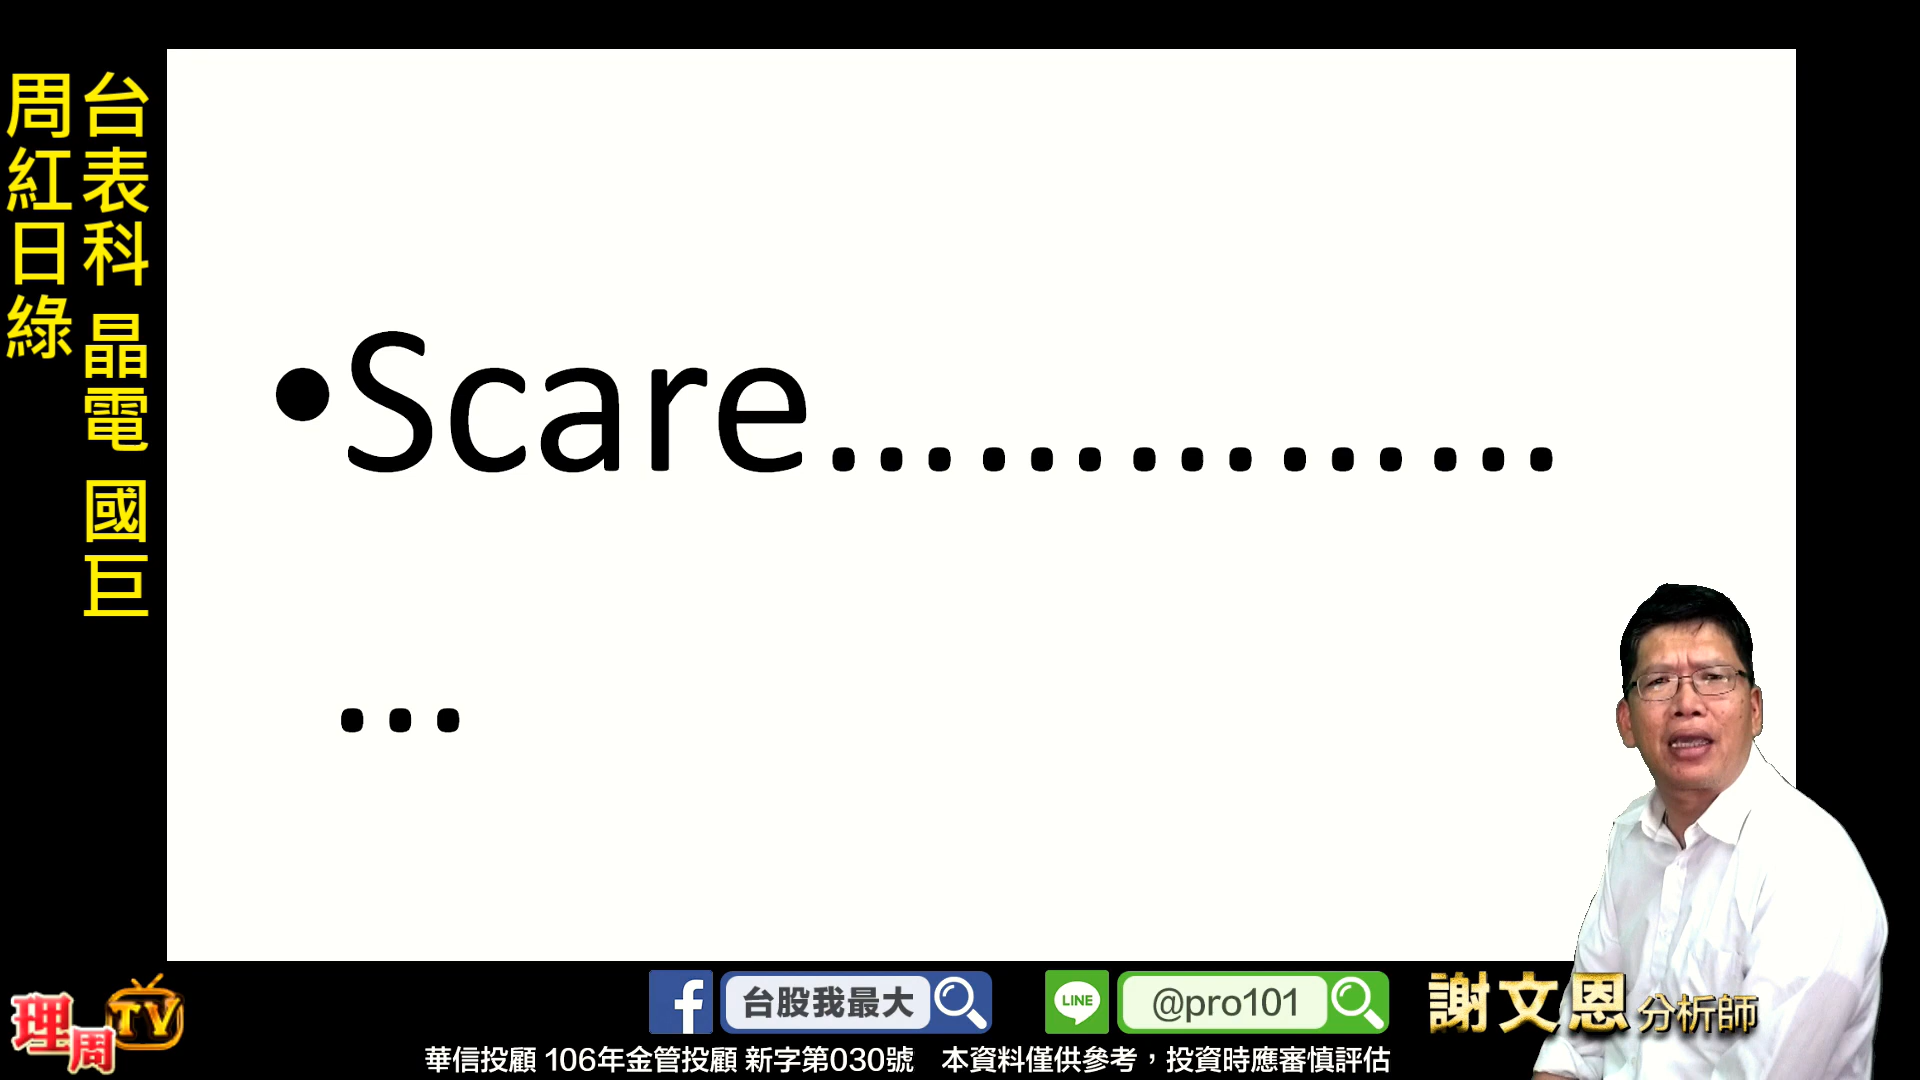 台表科 晶電 國巨
周紅日綠
•Scare……………
…
理周TV
台股我最大
LINE
@pro101
謝文恩 分析師
華信投顧 106年金管投顧 新字第030號 本資料僅供參考，投資時應審慎評估